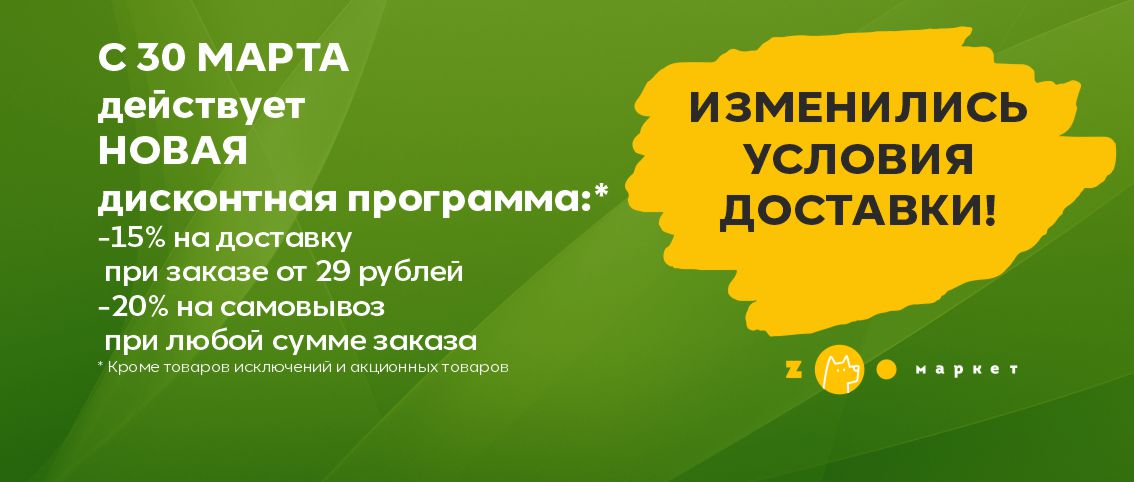 С 30 МАРТА
действует
НОВАЯ
дисконтная программа:*
-15% на доставку
при заказе от 29 рублей
-20% на самовывоз
при любой сумме заказа
* Кроме товаров исключений и акционных товаров
ИЗМЕНИЛИСЬ
УСЛОВИЯ
ДОСТАВКИ!
ZOO маркет